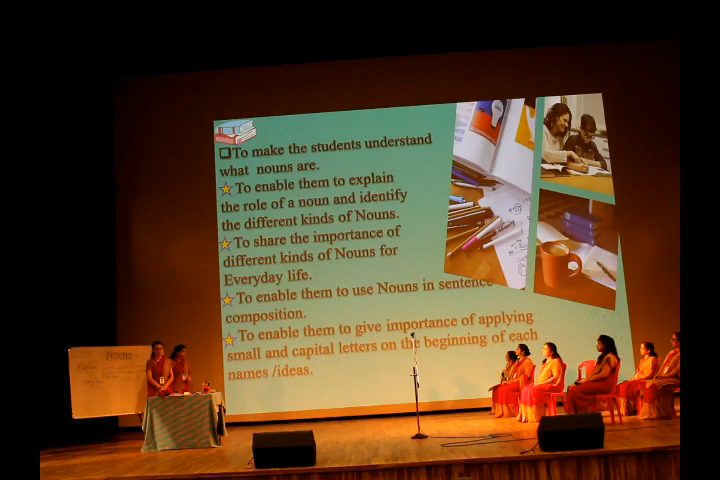 ❑To make the students understand
what nouns are.
☆To enable them to explain
the role of a noun and identify
the different kinds of Nouns.
☆To share the importance of
different kinds of Nouns for
Everyday life.
☆To enable them to use Nouns in sentence
composition.
☆To enable them to give importance of applying
small and capital letters on the beginning of each
names /ideas.
NOUNS